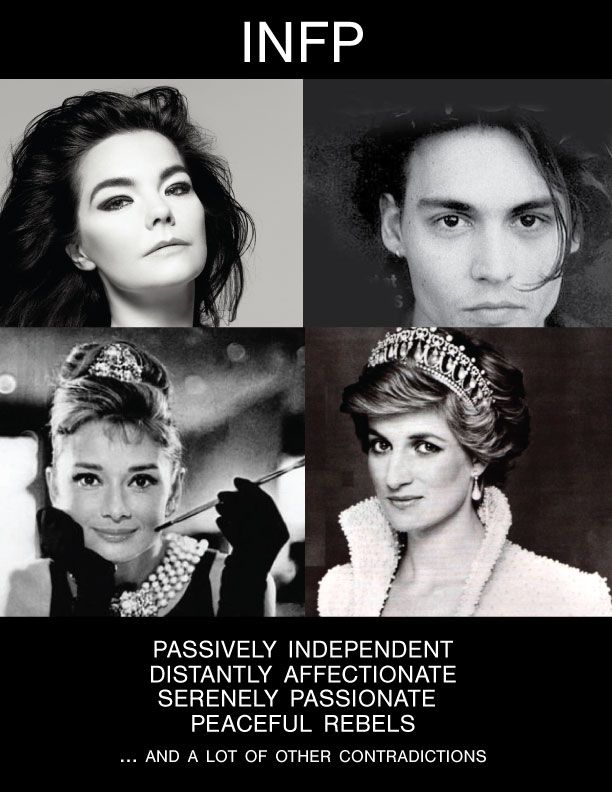 INFP
PASSIVELY INDEPENDENT
DISTANTLY AFFECTIONATE
SERENELY PASSIONATE
PEACEFUL REBELS
... AND A LOT OF OTHER CONTRADICTIONS